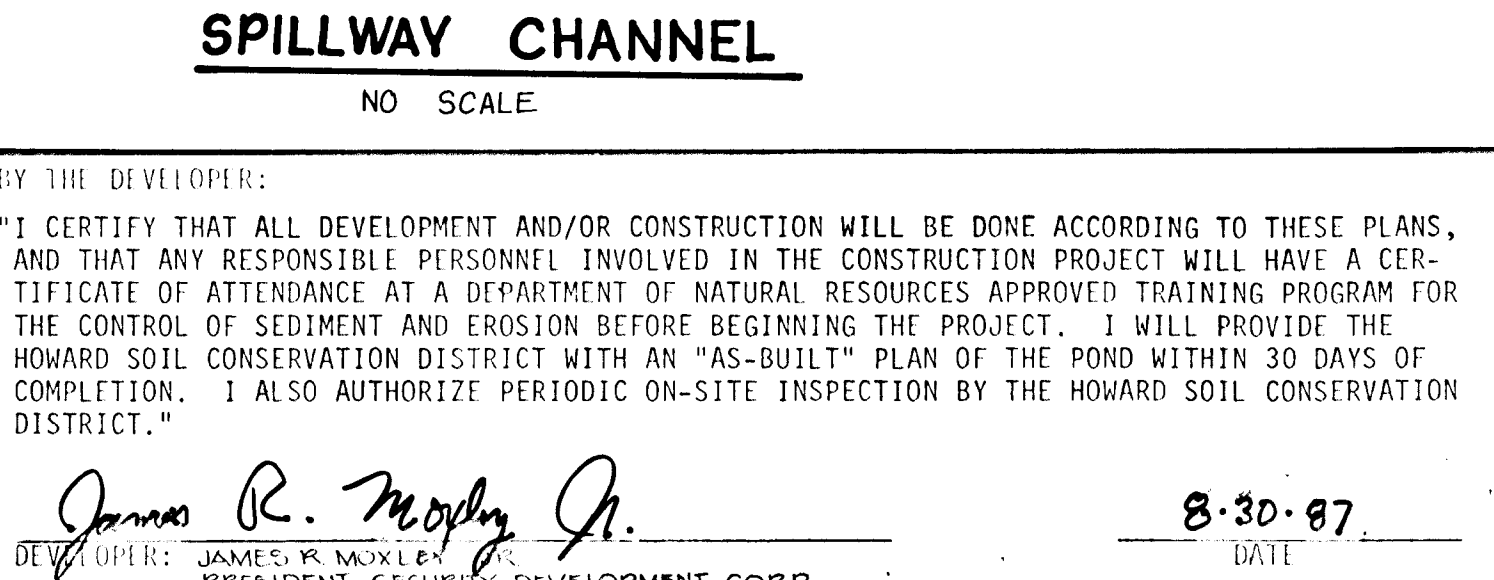 SPILLWAY CHANNEL
NO SCALE
BY THE DEVELOPER:
"I CERTIFY THAT ALL DEVELOPMENT AND/OR CONSTRUCTION WILL BE DONE ACCORDING TO THESE PLANS,
AND THAT ANY RESPONSIBLE PERSONNEL INVOLVED IN THE CONSTRUCTION PROJECT WILL HAVE A CER-
TIFICATE OF ATTENDANCE AT A DEPARTMENT OF NATURAL RESOURCES APPROVED TRAINING PROGRAM FOR
THE CONTROL OF SEDIMENT AND EROSION BEFORE BEGINNING THE PROJECT. I WILL PROVIDE THE
HOWARD SOIL CONSERVATION DISTRICT WITH AN "AS-BUILT" PLAN OF THE POND WITHIN 30 DAYS OF
COMPLETION. I ALSO AUTHORIZE PERIODIC ON-SITE INSPECTION BY THE HOWARD SOIL CONSERVATION
DISTRICT."
James R. Moxley Jr. 8.30.87
DEVELOPER: JAMES R. MOXLEY JR. DATE
PRESIDENT, SECURITY DEVELOPMENT CORP.